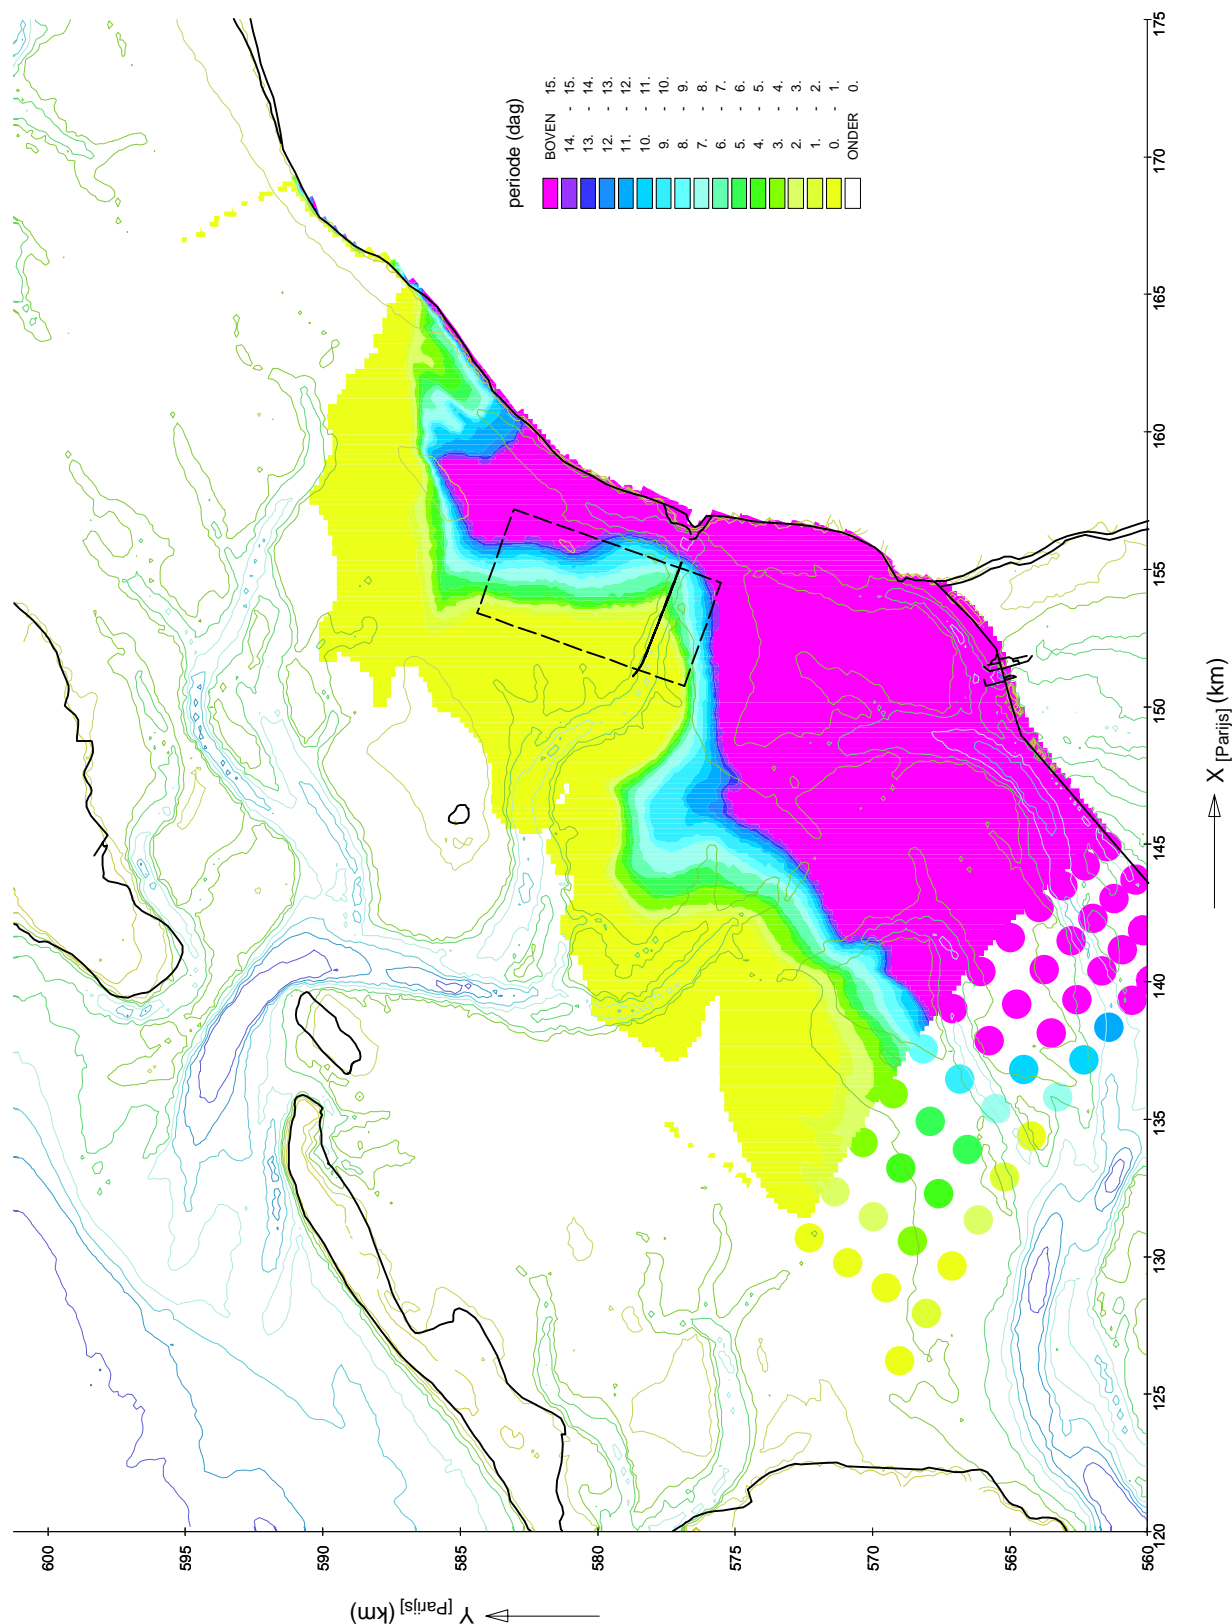 periode (dag)
BOVEN 15.
14. - 15.
13. - 14.
12. - 13.
11. - 12.
10. - 11.
9. - 10.
8. - 9.
7. - 8.
6. - 7.
5. - 6.
4. - 5.
3. - 4.
2. - 3.
1. - 2.
0. - 1.
ONDER 0.
600
595
590
585
580
575
570
565
560
Y [Parijs] (km)
120
125
130
135
140
145
150
155
160
165
170
175
X [Parijs] (km)